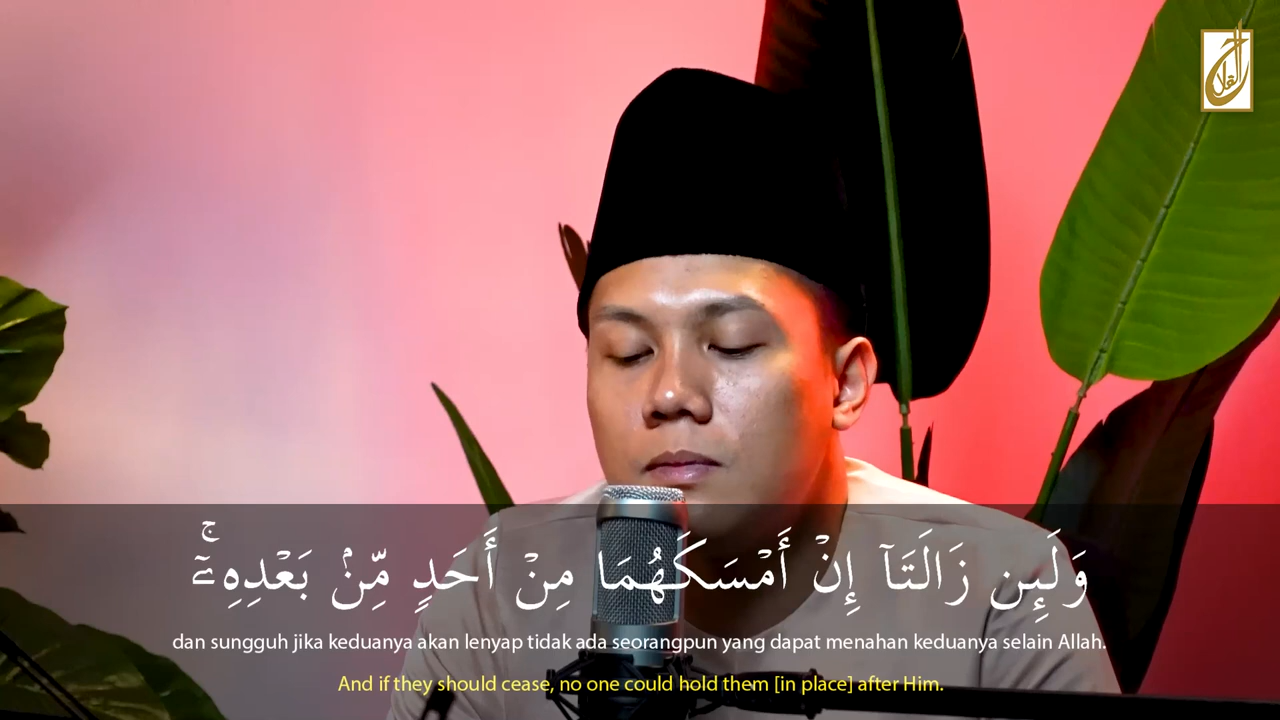 وَلَىِٕن زَالَتَآ إِنْ أَمْسَكَهُمَا مِنْ أَحَدٍ مِّنۢ بَعْدِهِۦٓ ۚ
dan sungguh jika keduanya akan lenyap tidak ada seorangpun yang dapat menahan keduanya selain Allah.
And if they should cease, no one could hold them [in place] after Him.